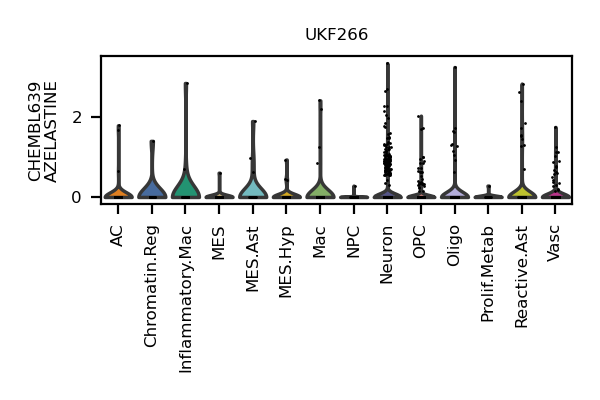 UKF266
CHEMBL639
AZELASTINE
2
0
AC
Chromatin.Reg
Inflammatory.Mac
MES
MES.Ast
MES.Hyp
Mac
NPC
Neuron
OPC
Oligo
Prolif.Metab
Reactive.Ast
Vasc